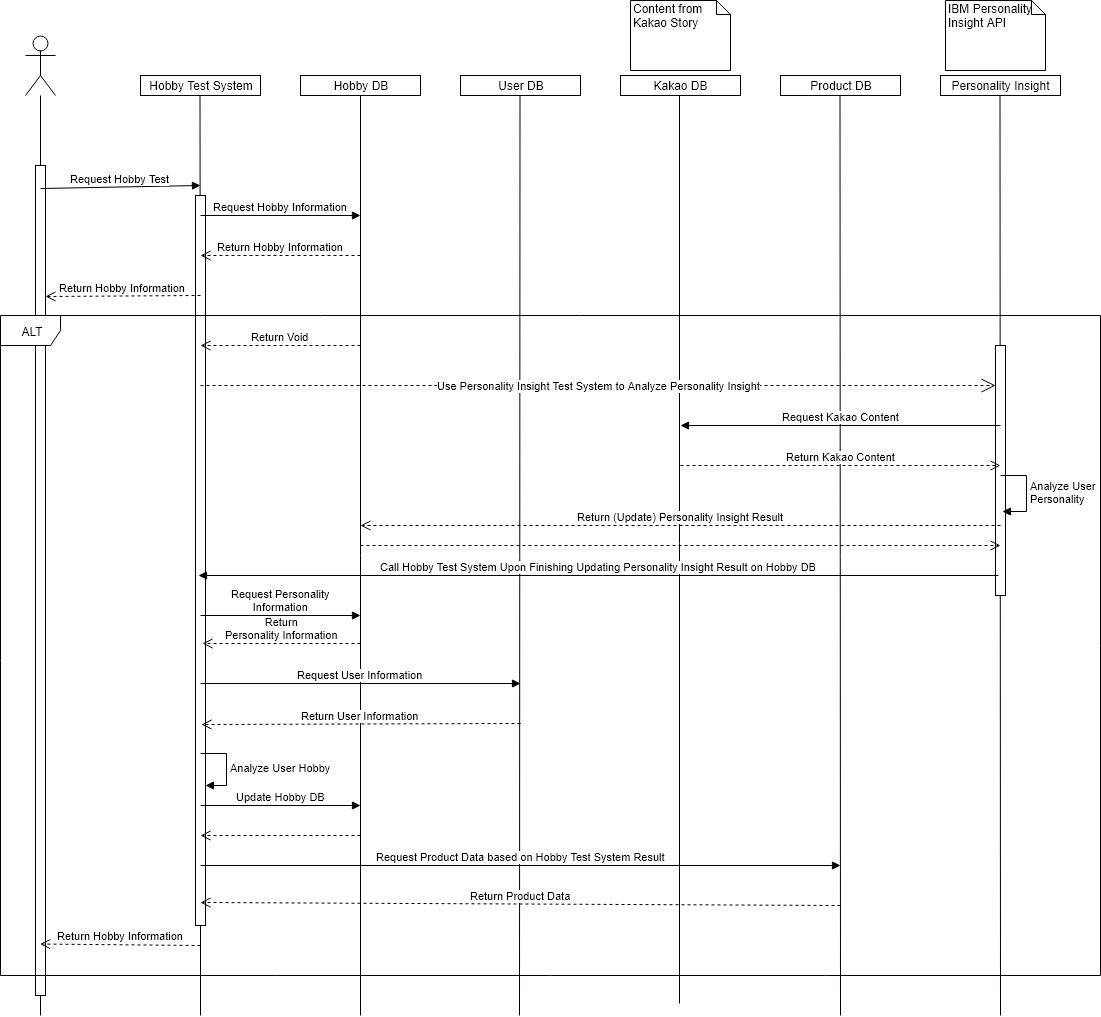 Content from
Kakao Story
IBM Personality
Insight API
Hobby Test System
Hobby DB
User DB
Kakao DB
Product DB
Personality Insight
Request Hobby Test
Request Hobby Information
Return Hobby Information
Return Hobby Information
ALT
Return Void
Use Personality Insight Test System to Analyze Personality Insight
Request Kakao Content
Return Kakao Content
Analyze User
Personality
Return (Update) Personality Insight Result
Call Hobby Test System Upon Finishing Updating Personality Insight Result on Hobby DB
Request Personality
Information
Return
Personality Information
Request User Information
Return User Information
Analyze User Hobby
Update Hobby DB
Request Product Data based on Hobby Test System Result
Return Product Data
Return Hobby Information